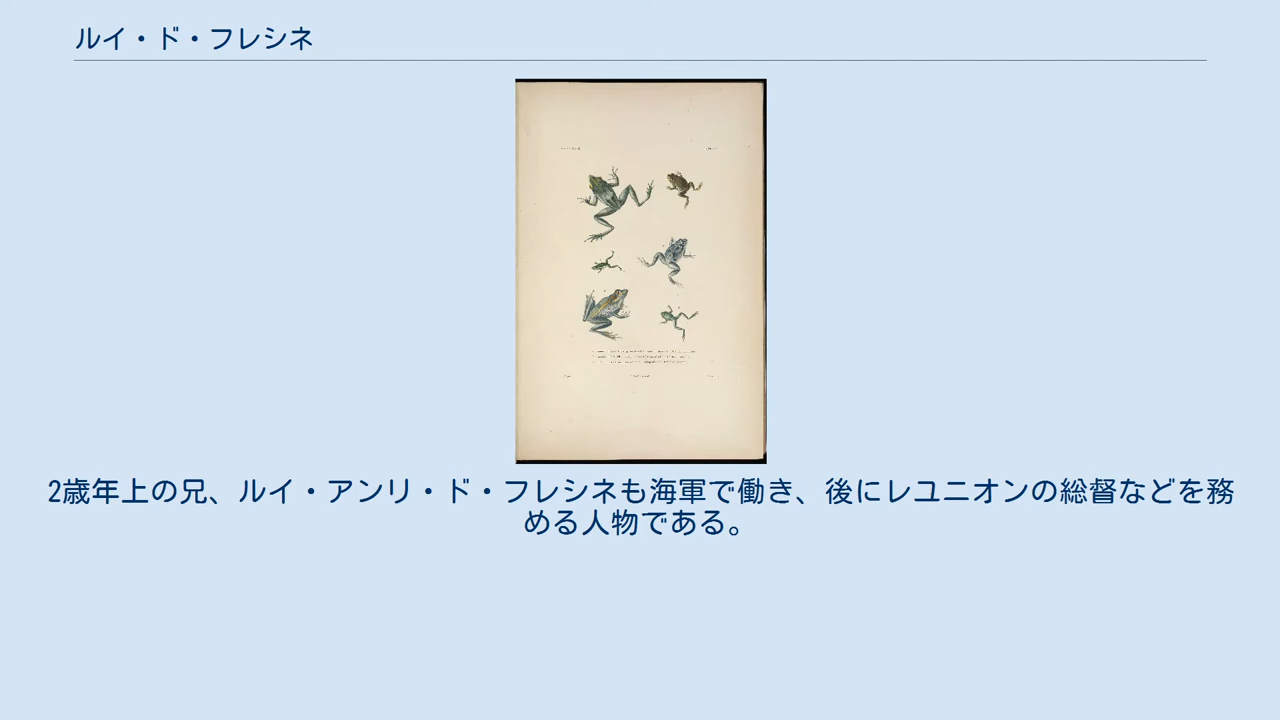 ルイ・ド・フレシネ
2歳年上の兄、ルイ・アンリ・ド・フレシネも海軍で働き、後にレユニオンの総督などを務
める人物である。